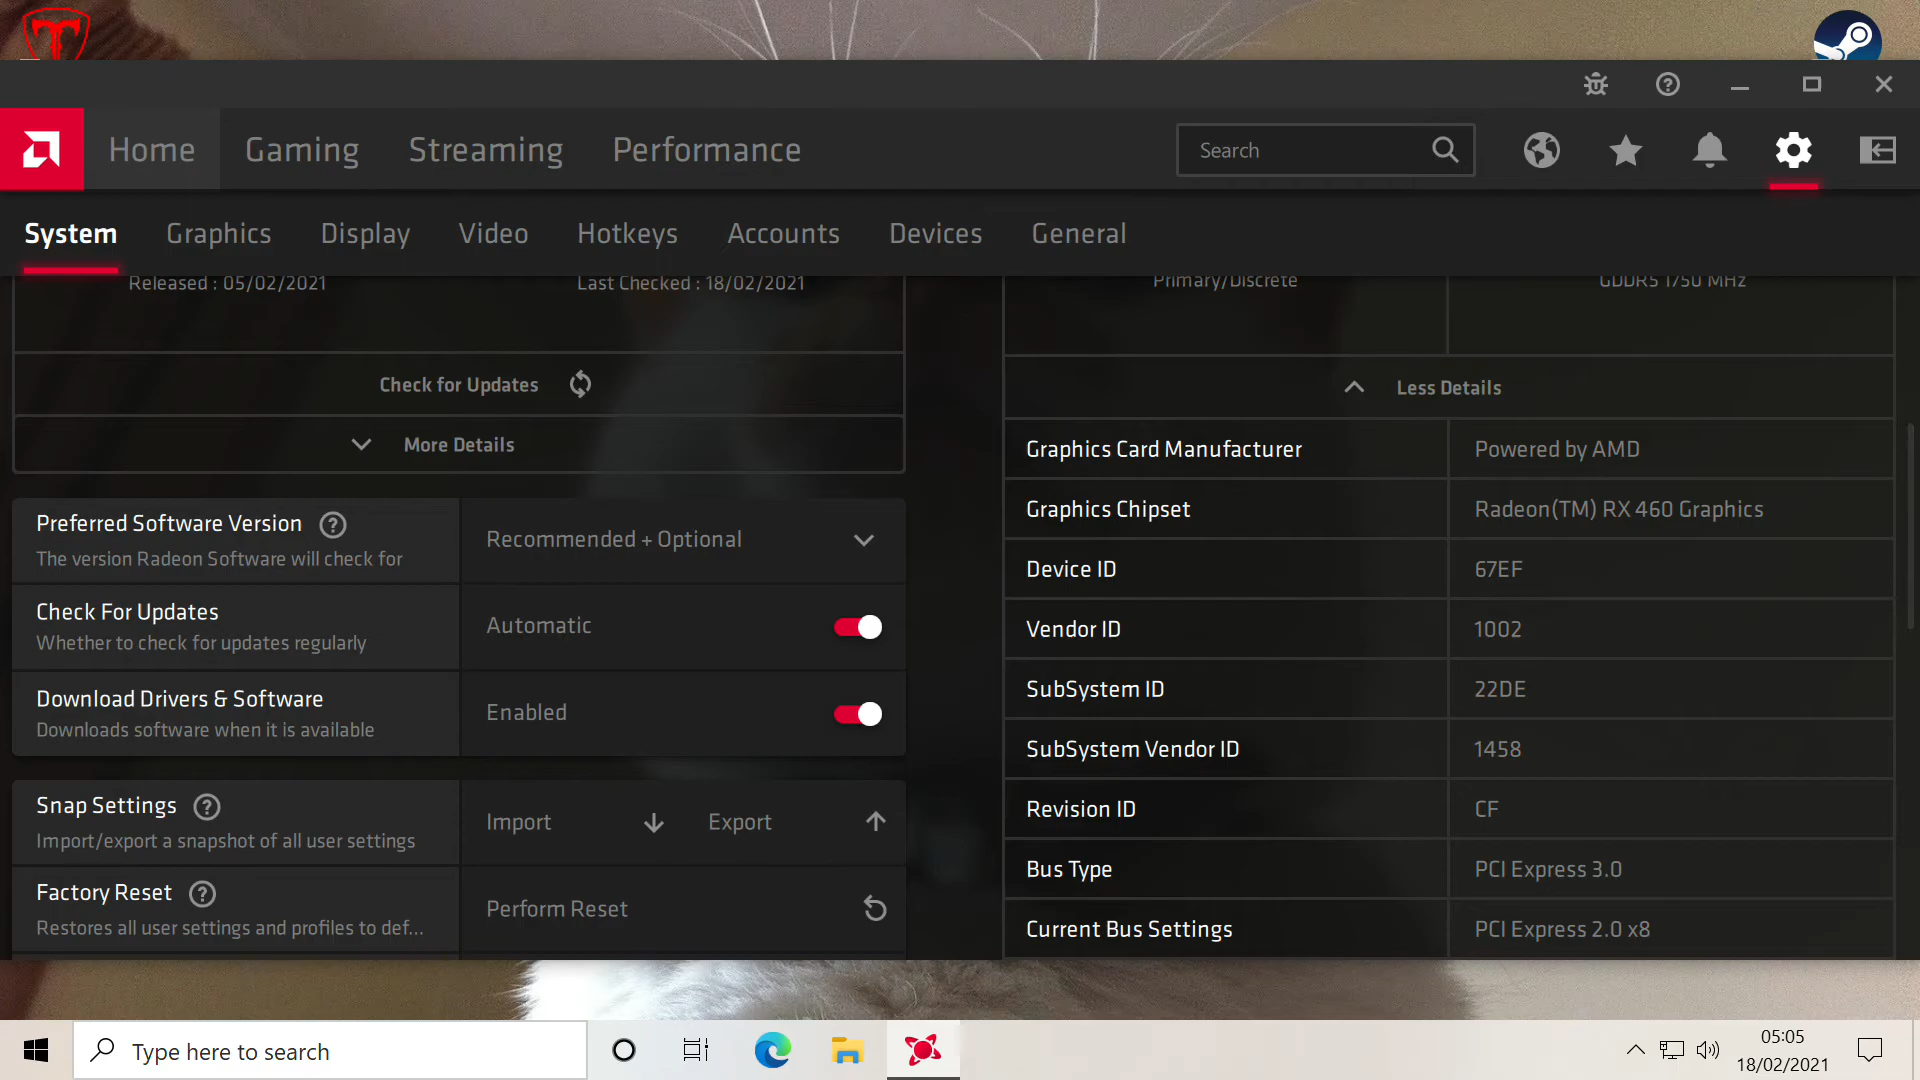 Home
Gaming
Streaming
Performance
Search
System
Graphics
Display
Video
Hotkeys
Accounts
Devices
General
Released : 05/02/2021
Last Checked : 18/02/2021
Primary/Discrete
GDDR5 1750 MHz
Check for Updates
More Details
Less Details
Preferred Software Version
The version Radeon Software will check for
Recommended + Optional
Check For Updates
Whether to check for updates regularly
Automatic
Download Drivers & Software
Downloads software when it is available
Enabled
Snap Settings
Import/export a snapshot of all user settings
Import
Export
Factory Reset
Restores all user settings and profiles to def...
Perform Reset
Graphics Card Manufacturer
Powered by AMD
Graphics Chipset
Radeon(TM) RX 460 Graphics
Device ID
67EF
Vendor ID
1002
SubSystem ID
22DE
SubSystem Vendor ID
1458
Revision ID
CF
Bus Type
PCI Express 3.0
Current Bus Settings
PCI Express 2.0 x8
Type here to search
05:05
18/02/2021